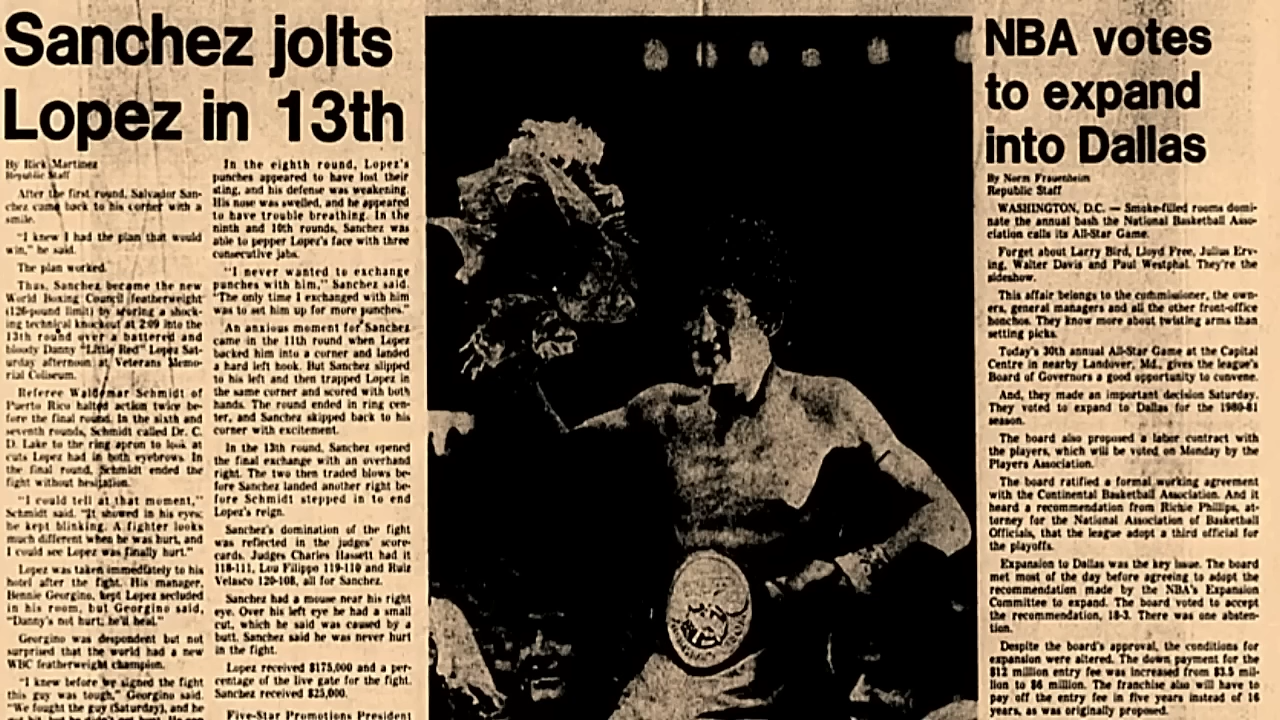 Sanchez jolts
Lopez in 13th
By Rick Martinez
Republic Staff
After the first round, Salvador San-
chez came back to his corner with a
smile.
"I knew I had the plan that would
win," he said.
The plan worked.
Thus, Sanchez became the new
World Boxing Council featherweight
(126-pound limit) by scoring a shock-
ing technical knockout at 2:09 into the
13th round over a battered and
bloody Danny "Little Red" Lopez Sat-
urday afternoon at Veterans Memo-
rial Coliseum.
Referee Waldemar Schmidt of
Puerto Rico halted action twice be-
fore the final round. In the sixth and
seventh rounds, Schmidt called Dr. C.
D. Lake to the ring apron to look at
cuts Lopez had in both eyebrows. In
the final round, Schmidt ended the
fight without hesitation.
"I could tell at that moment,"
Schmidt said. "It showed in his eyes;
he kept blinking. A fighter looks
much different when he was hurt, and
I could see Lopez was finally hurt."
Lopez was taken immediately to his
hotel after the fight. His manager,
Bennie Georgino, kept Lopez secluded
in his room, but Georgino said,
"Danny's not hurt; he'll heal."
Georgino was despondent but not
surprised that the world had a new
WBC featherweight champion.
"I knew before we signed the fight
this guy was tough," Georgino said.
"We fought the guy (Saturday), and he
In the eighth round, Lopez's
punches appeared to have lost their
sting, and his defense was weakening.
His nose was swelled, and he appeared
to have trouble breathing. In the
ninth and 10th rounds, Sanchez was
able to pepper Lopez's face with three
consecutive jabs.
"I never wanted to exchange
punches with him," Sanchez said.
"The only time I exchanged with him
was to set him up for more punches."
An anxious moment for Sanchez
came in the 11th round when Lopez
backed him into a corner and landed
a hard left hook. But Sanchez slipped
to his left and then trapped Lopez in
the same corner and scored with both
hands. The round ended in ring cen-
ter, and Sanchez skipped back to his
corner with excitement.
In the 13th round, Sanchez opened
the final exchange with an overhand
right. The two then traded blows be-
fore Sanchez landed another right be-
fore Schmidt stepped in to end
Lopez's reign.
Sanchez's domination of the fight
was reflected in the judges' score-
cards. Judges Charles Hassett had it
118-111, Lou Filippo 119-110 and Ruiz
Velasco 120-108, all for Sanchez.
Sanchez had a mouse near his right
eye. Over his left eye he had a small
cut, which he said was caused by a
butt. Sanchez said he was never hurt
in the fight.
Lopez received $175,000 and a per-
centage of the live gate for the fight.
Sanchez received $25,000.
Five-Star Promotions President
NBA votes
to expand
into Dallas
By Norm Frauenheim
Republic Staff
WASHINGTON, D.C. — Smoke-filled rooms domi-
nate the annual bash the National Basketball Asso-
ciation calls its All-Star Game.
Forget about Larry Bird, Lloyd Free, Julius Erv-
ing, Walter Davis and Paul Westphal. They're the
sideshow.
This affair belongs to the commissioner, the own-
ers, general managers and all the other front-office
honchos. They know more about twisting arms than
setting picks.
Today's 30th annual All-Star Game at the Capital
Centre in nearby Landover, Md., gives the league's
Board of Governors a good opportunity to convene.
And, they made an important decision Saturday.
They voted to expand to Dallas for the 1980-81
season.
The board also proposed a labor contract with
the players, which will be voted on Monday by the
Players Association.
The board ratified a formal working agreement
with the Continental Basketball Association. And it
heard a recommendation from Richie Phillips, at-
torney for the National Association of Basketball
Officials, that the league adopt a third official for
the playoffs.
Expansion to Dallas was the key issue. The board
met most of the day before agreeing to adopt the
recommendation made by the NBA's Expansion
Committee to expand. The board voted to accept
the recommendation, 18-3. There was one absten-
tion.
Despite the board's approval, the conditions for
expansion were altered. The down payment for the
$12 million entry fee was increased from $3.5 mil-
lion to $6 million. The franchise also will have to
pay off the entry fee in five years instead of 16
years, as was originally proposed.